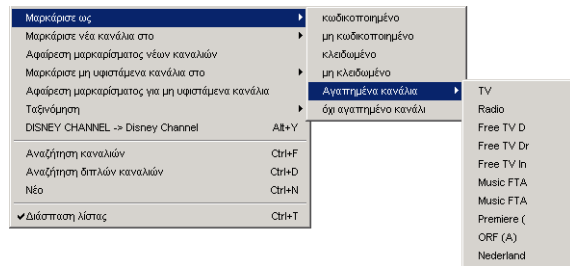 Μαρκάρισε ως
Μαρκάρισε νέα κανάλια στο
Αφαίρεση μαρκαρίσματος νέων καναλιών
Μαρκάρισε μη υφιστάμενα κανάλια στο
Αφαίρεση μαρκαρίσματος για μη υφιστάμενα κανάλια
Ταξινόμηση
DISNEY CHANNEL -> Disney Channel Alt+Y
Αναζήτηση καναλιών Ctrl+F
Αναζήτηση διπλών καναλιών Ctrl+D
Νέο Ctrl+N
Διάσπαση λίστας Ctrl+T
κωδικοποιημένο
μη κωδικοποιημένο
κλειδωμένο
μη κλειδωμένο
Αγαπημένα κανάλια
όχι αγαπημένο κανάλι
TV
Radio
Free TV D
Free TV Dr
Free TV In
Music FTA
Music FTA
Premiere (
ORF (A)
Nederland